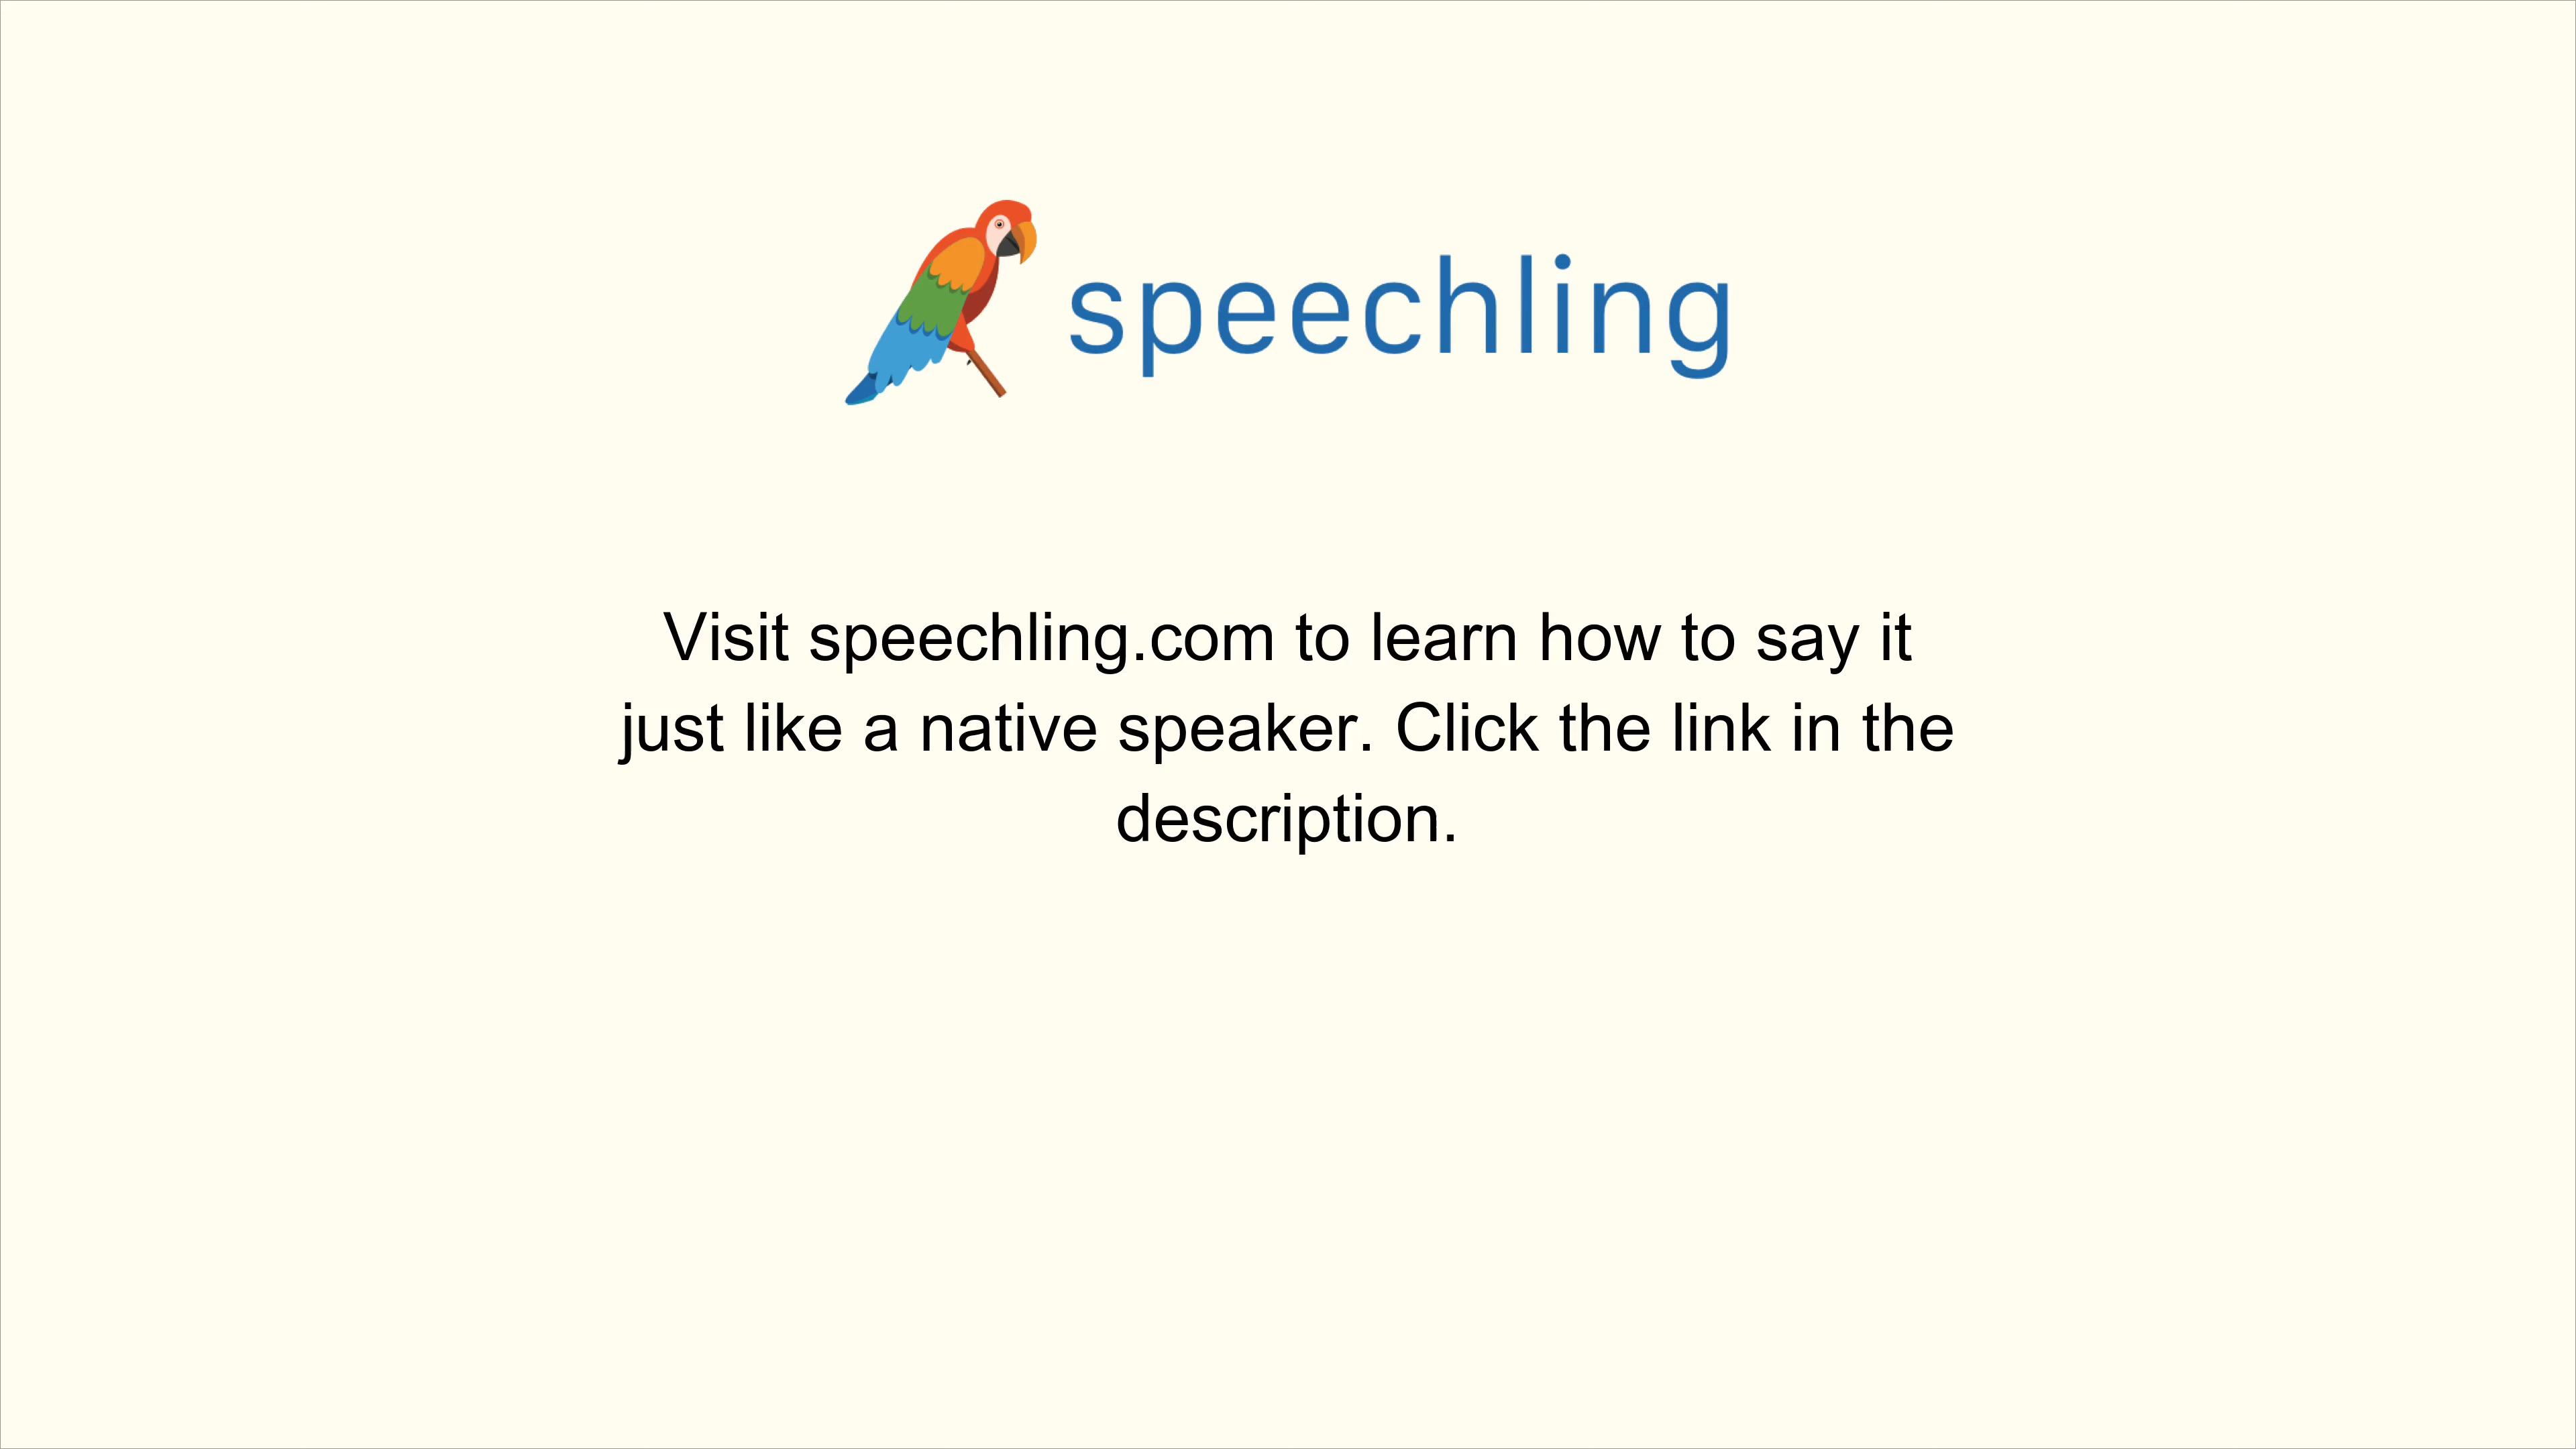 speechling
Visit speechling.com to learn how to say it
just like a native speaker. Click the link in the
description.